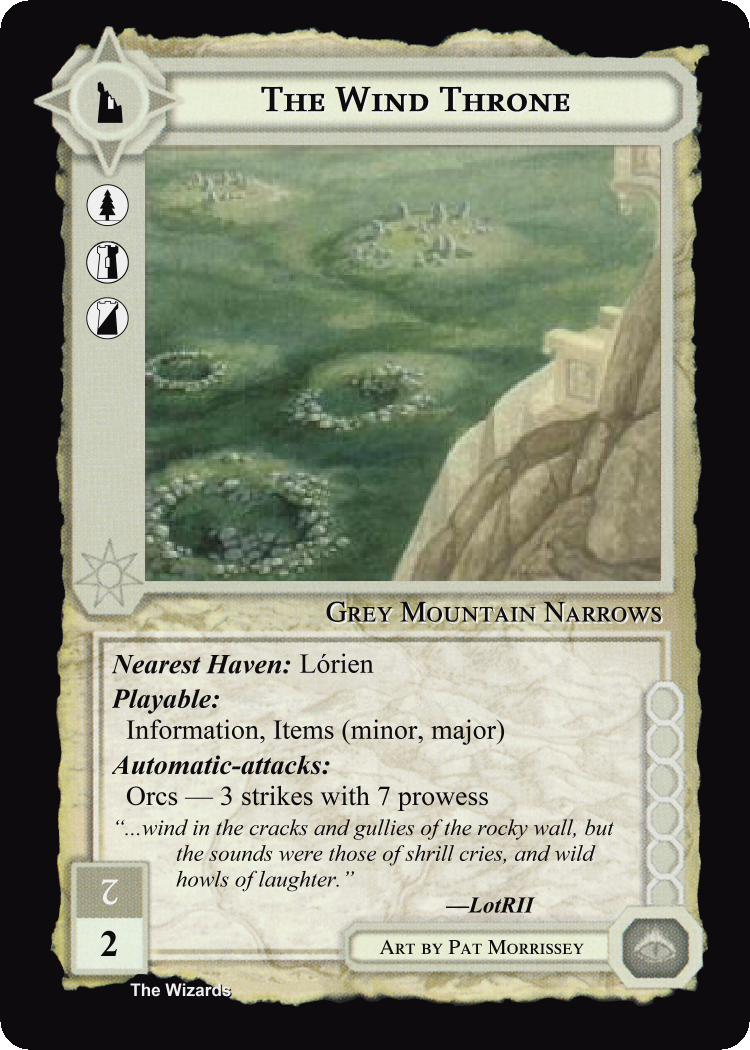 The Wind Throne
Grey Mountain Narrows
Nearest Haven: Lórien
Playable:
Information, Items (minor, major)
Automatic-attacks:
Orcs — 3 strikes with 7 prowess
“...wind in the cracks and gullies of the rocky wall, but
the sounds were those of shrill cries, and wild
howls of laughter.”
—LotRII
2
2
Art by Pat Morrissey
The Wizards